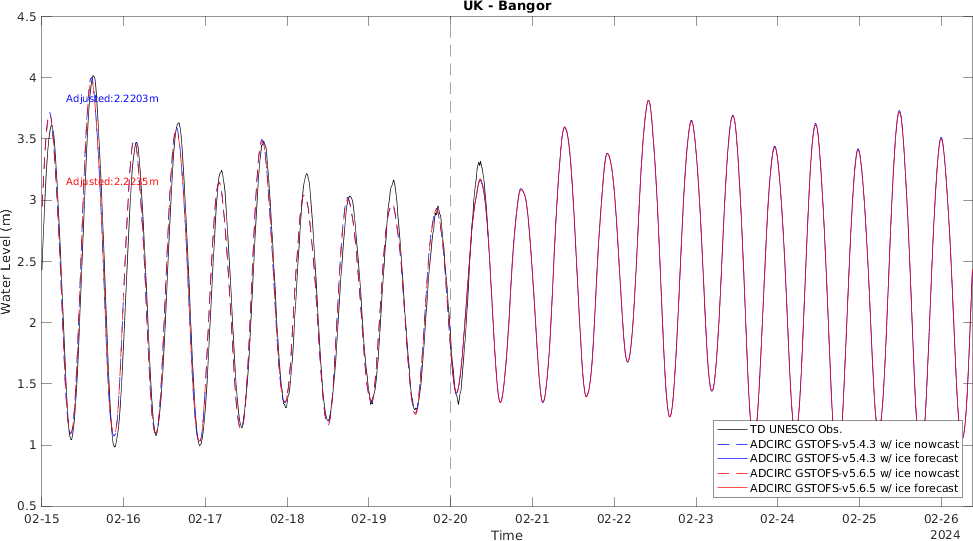 UK - Bangor
4.5
4
3.5
3
2.5
2
1.5
1
0.5
Water Level (m)
Adjusted:2.2203m
Adjusted:2.2235m
TD UNESCO Obs.
ADCIRC GSTOFS-v5.4.3 w/ ice nowcast
ADCIRC GSTOFS-v5.4.3 w/ ice forecast
ADCIRC GSTOFS-v5.6.5 w/ ice nowcast
ADCIRC GSTOFS-v5.6.5 w/ ice forecast
02-15 02-16 02-17 02-18 02-19 02-20 02-21 02-22 02-23 02-24 02-25 02-26
Time
2024